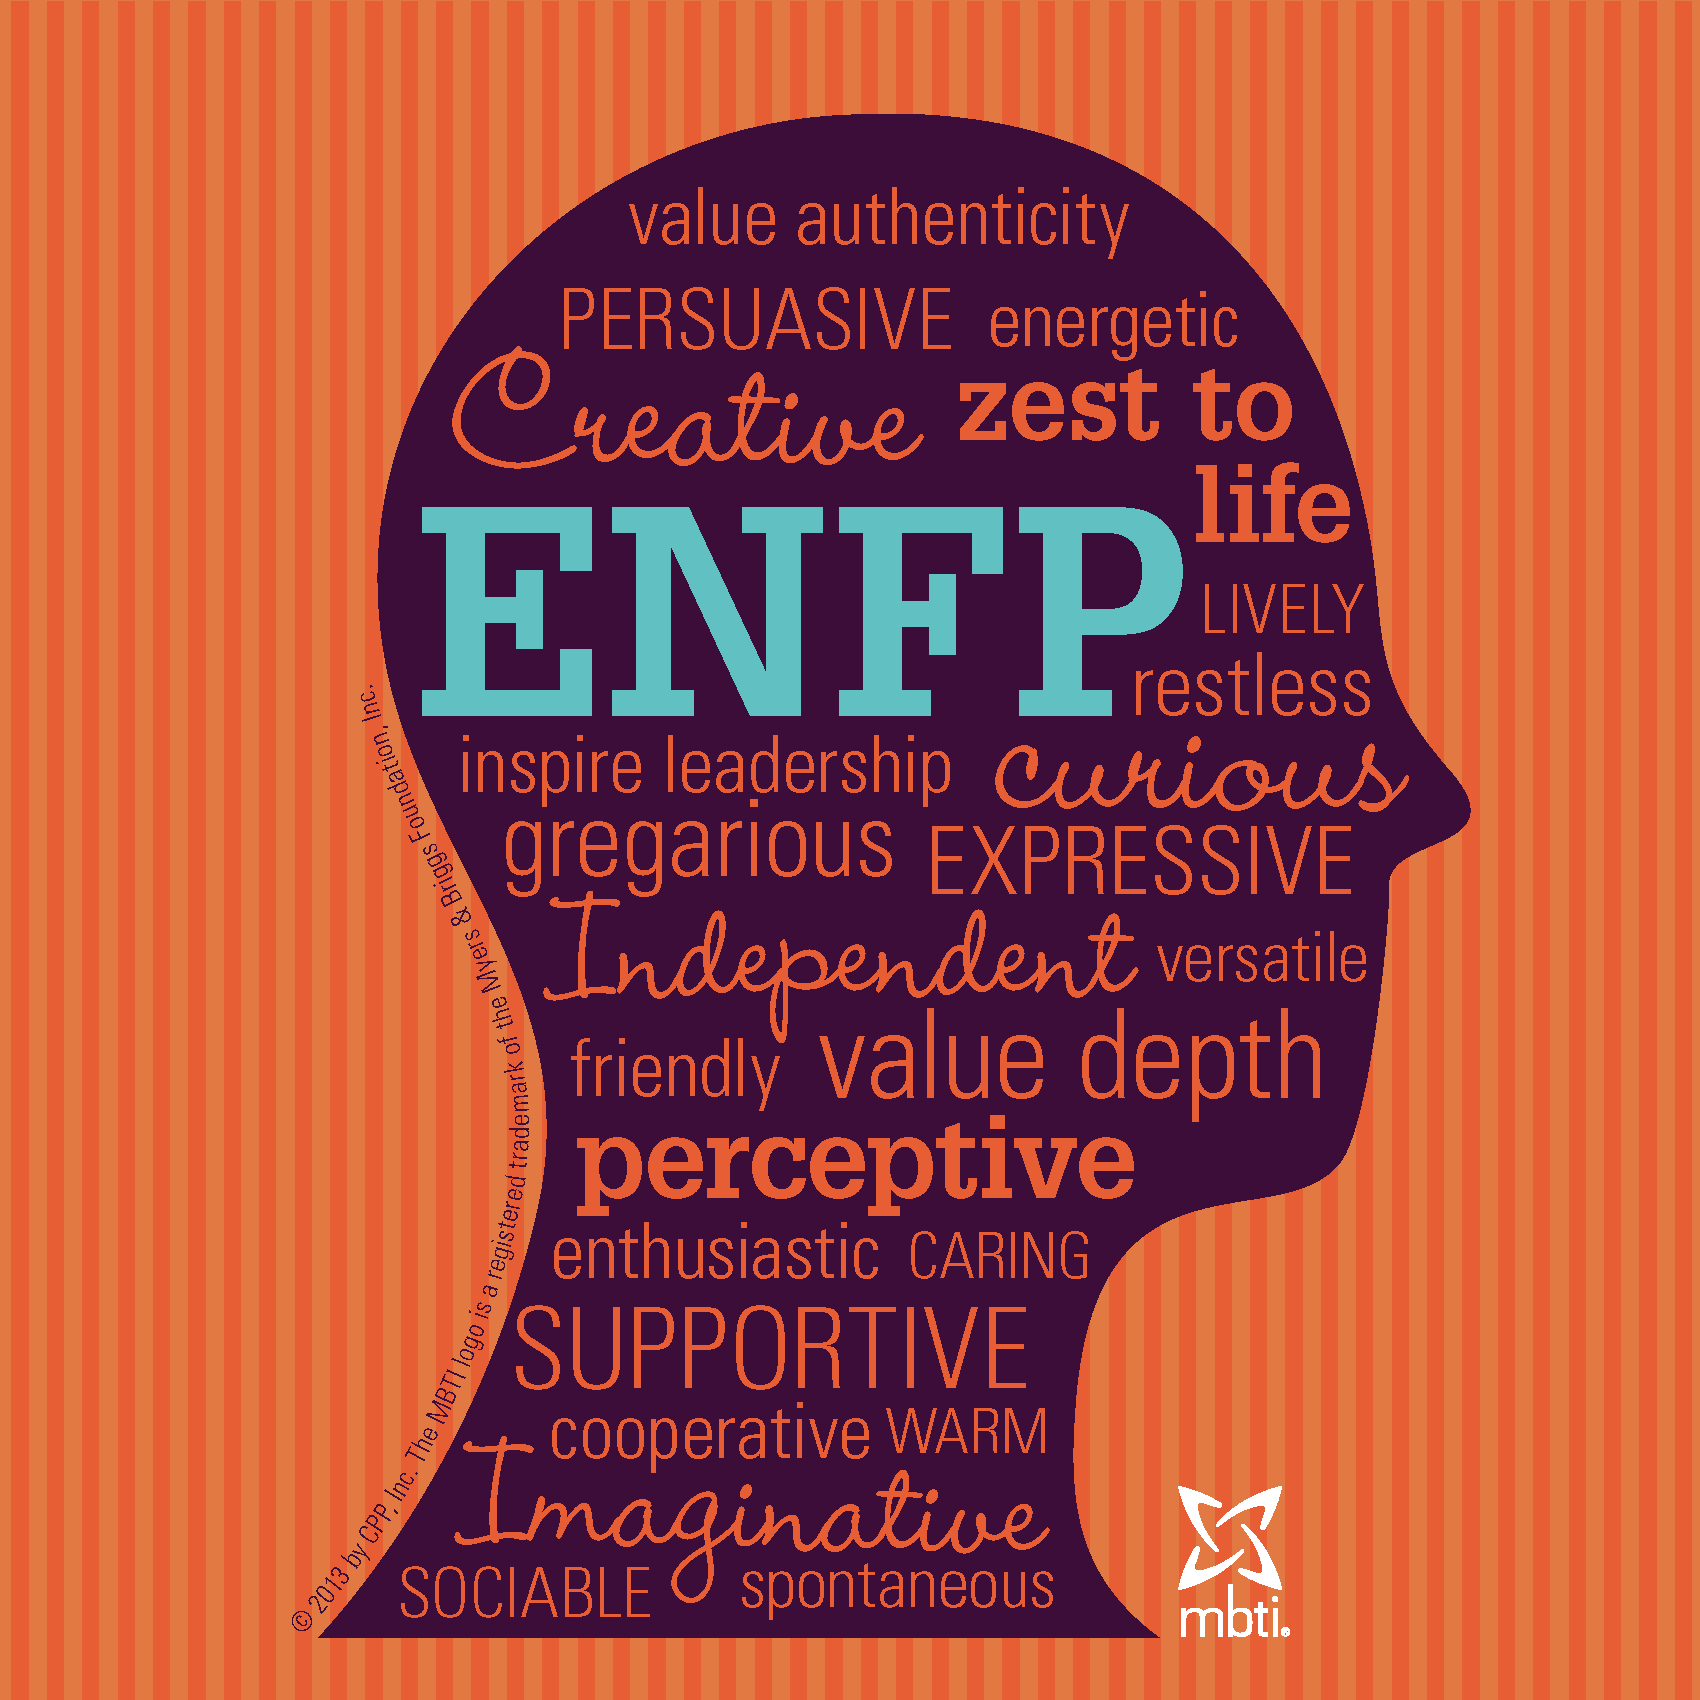 value authenticity
PERSUASIVE energetic
Creative zest to
life
ENFP
LIVELY
restless
inspire leadership curious
gregarious EXPRESSIVE
Independent versatile
friendly value depth
perceptive
enthusiastic CARING
SUPPORTIVE
cooperative WARM
Imaginative
SOCIABLE spontaneous
© 2013 by CPP, Inc. The MBTI logo is a registered trademark of the Myers & Briggs Foundation, Inc.
mbti®